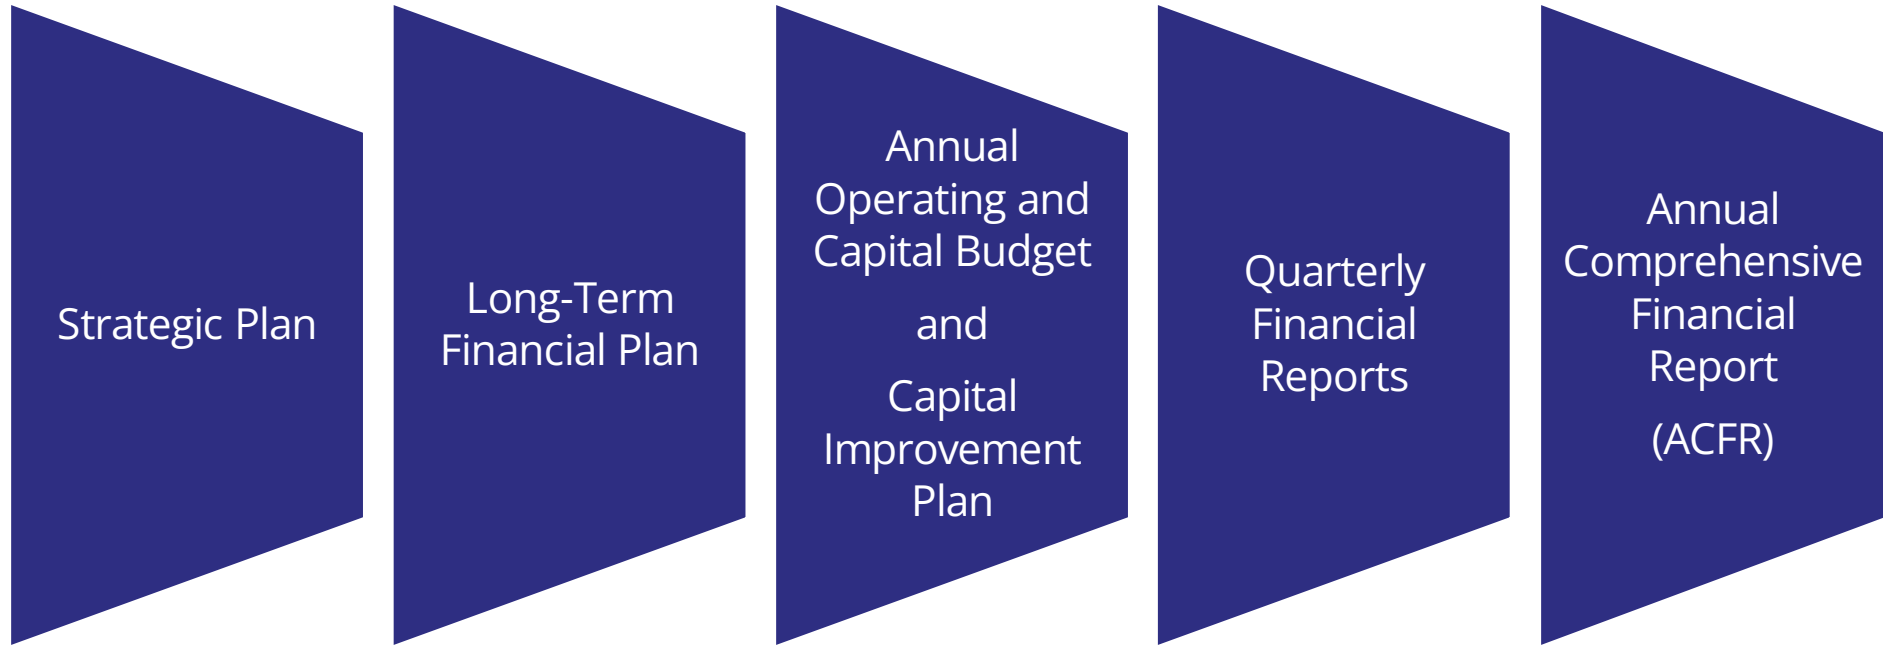 Strategic Plan
Long-Term
Financial Plan
Annual
Operating and
Capital Budget
and
Capital
Improvement
Plan
Quarterly
Financial
Reports
Annual
Comprehensive
Financial
Report
(ACFR)